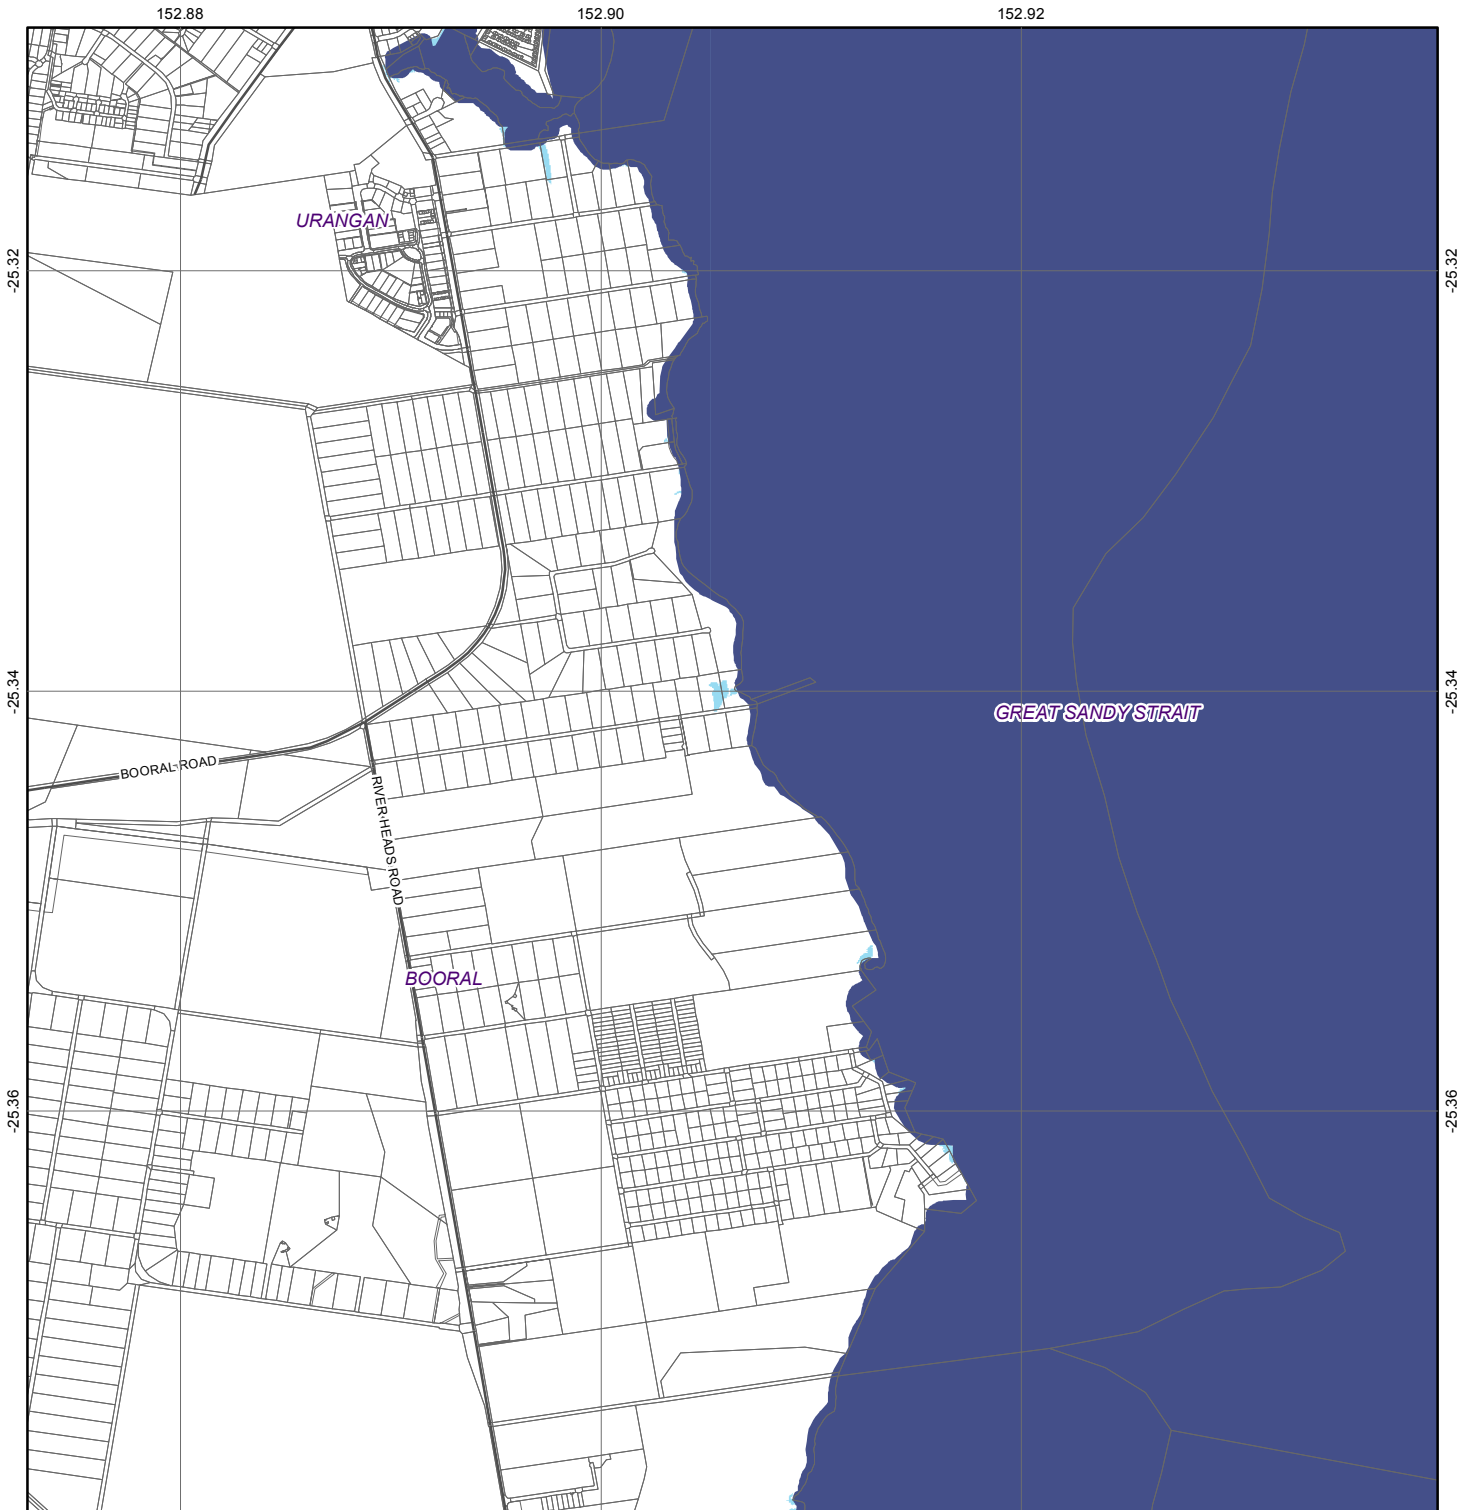 152.88
152.90
152.92
URANGAN
-25.32
-25.32
-25.34
-25.34
GREAT SANDY STRAIT
BOORAL ROAD
RIVER HEADS ROAD
BOORAL
-25.36
-25.36